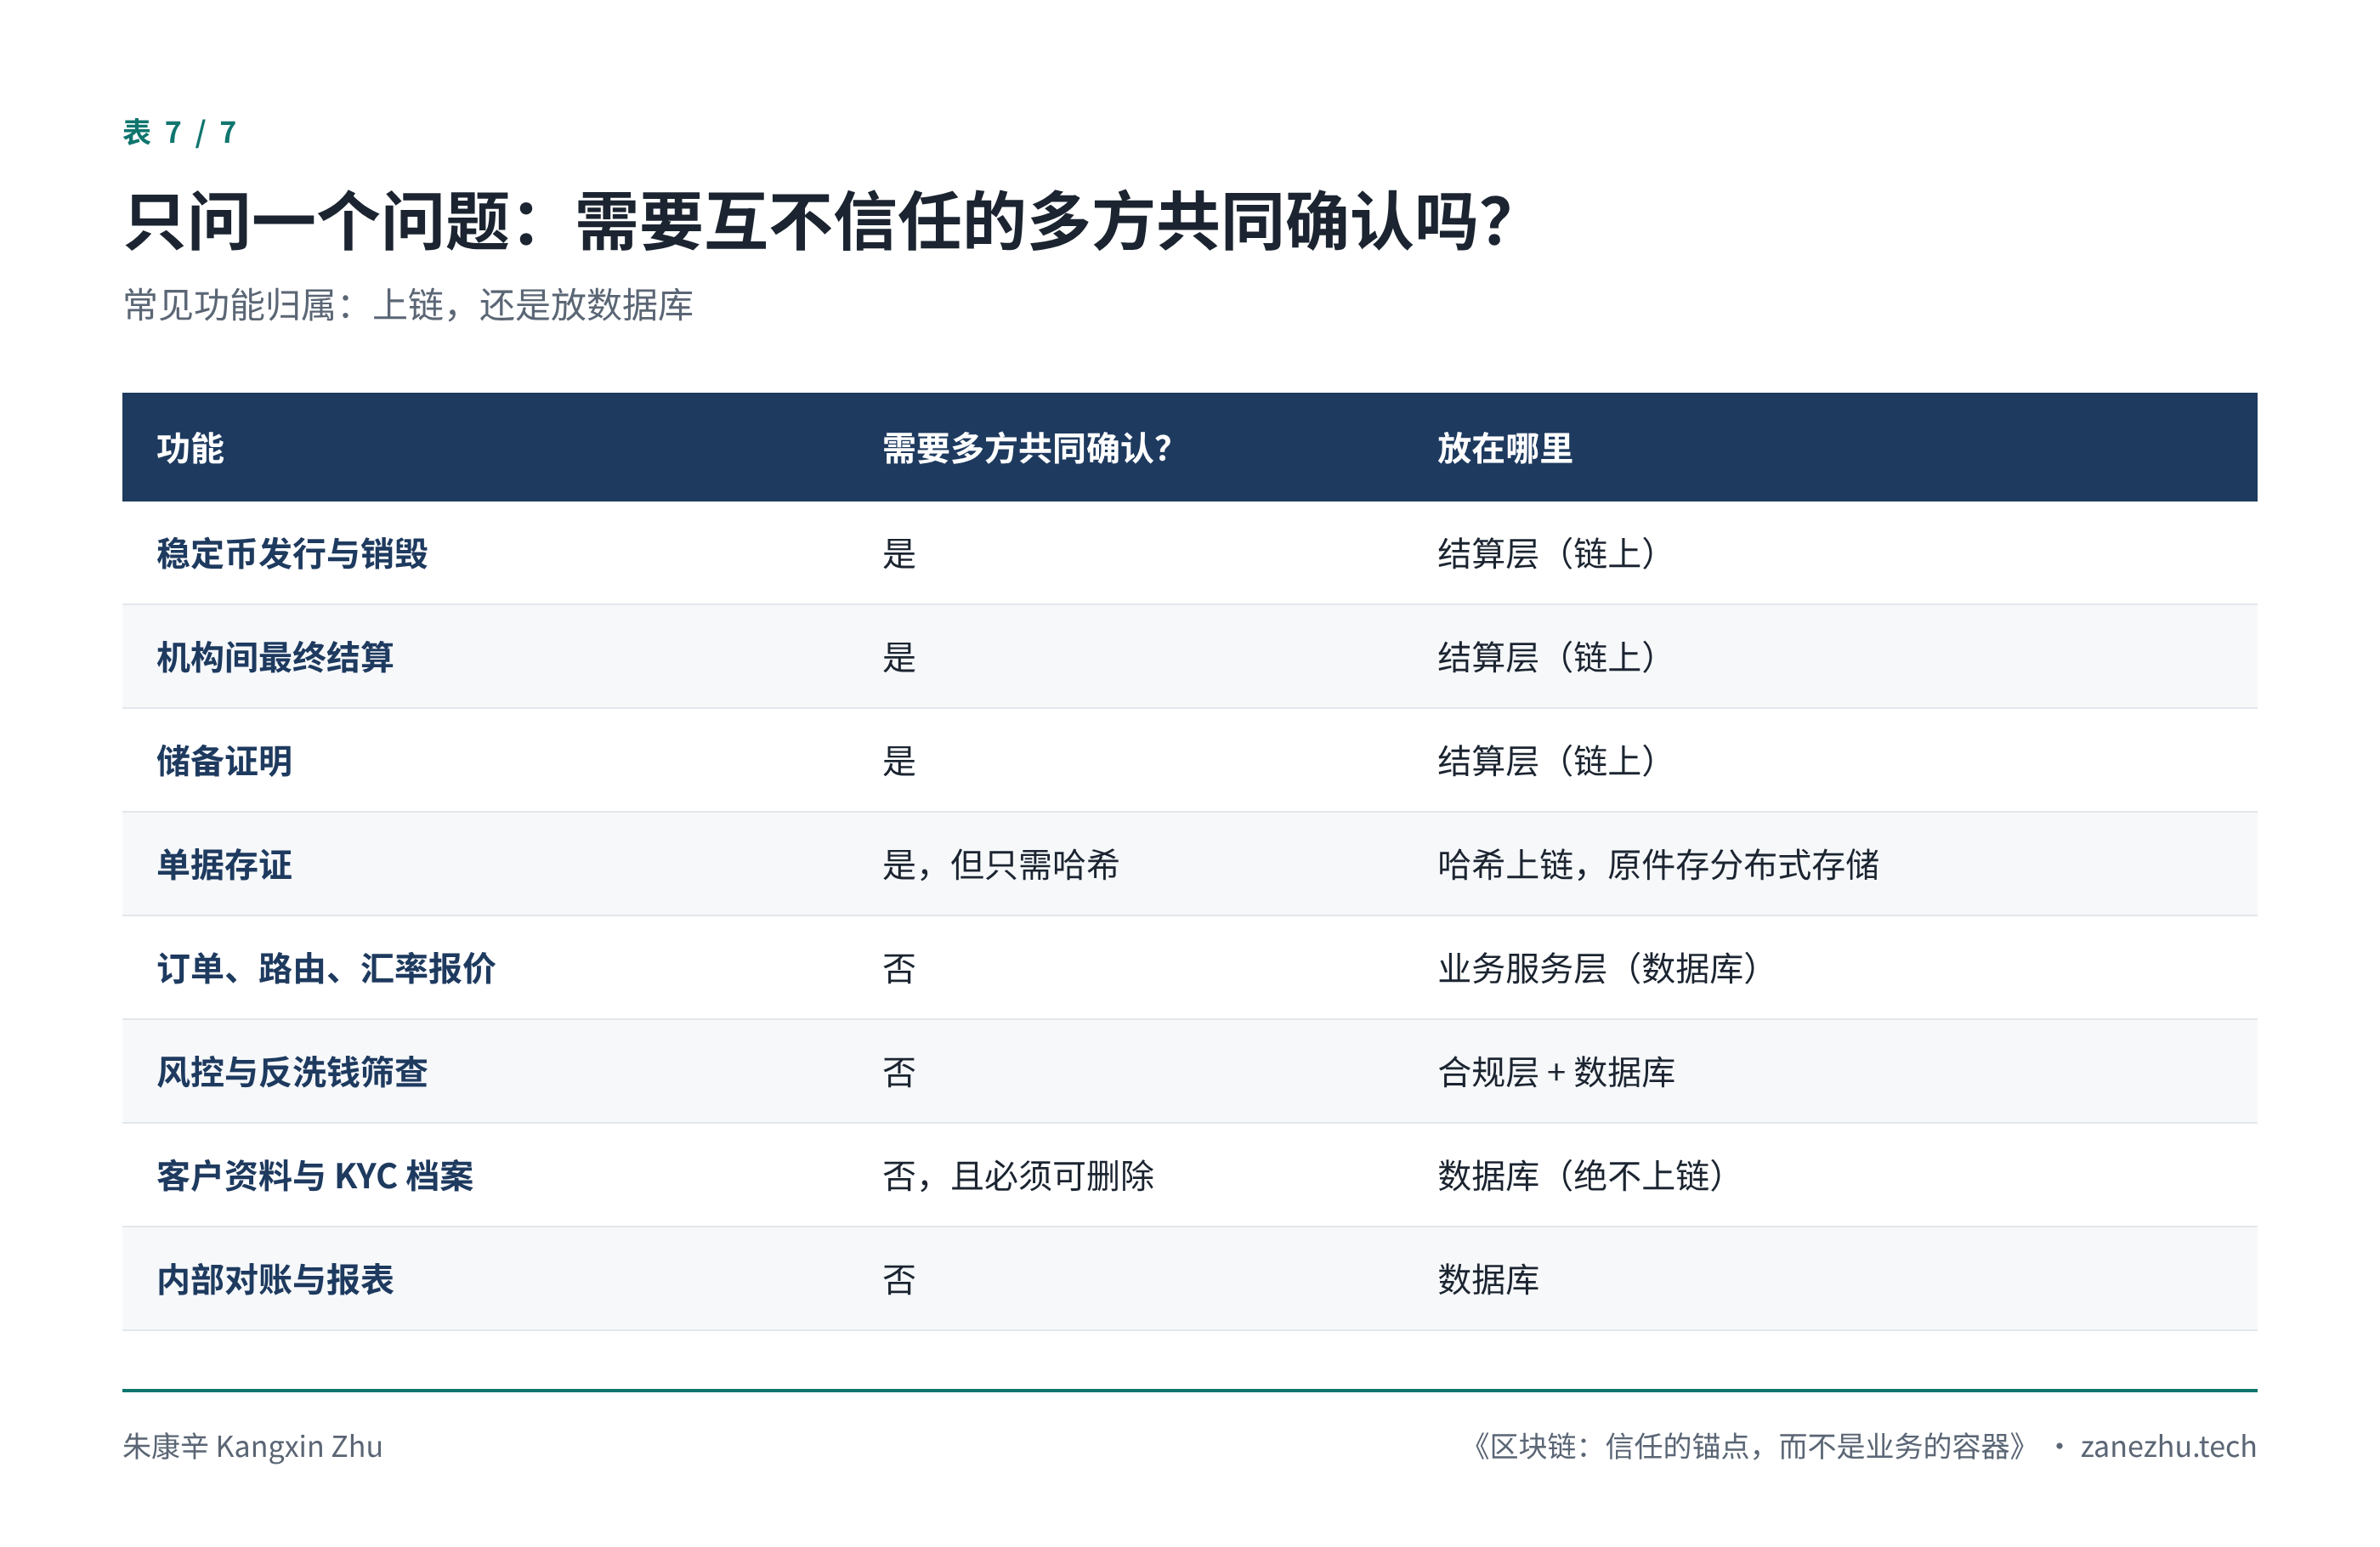 表 7 / 7
只问一个问题：需要互不信任的多方共同确认吗？
常见功能归属：上链，还是放数据库
功能 需要多方共同确认？ 放在哪里
稳定币发行与销毁 是 结算层（链上）
机构间最终结算 是 结算层（链上）
储备证明 是 结算层（链上）
单据存证 是，但只需哈希 哈希上链，原件存分布式存储
订单、路由、汇率报价 否 业务服务层（数据库）
风控与反洗钱筛查 否 合规层 + 数据库
客户资料与 KYC 档案 否，且必须可删除 数据库（绝不上链）
内部对账与报表 否 数据库
朱康辛 Kangxin Zhu 《区块链：信任的锚点，而不是业务的容器》 · zanezhu.tech